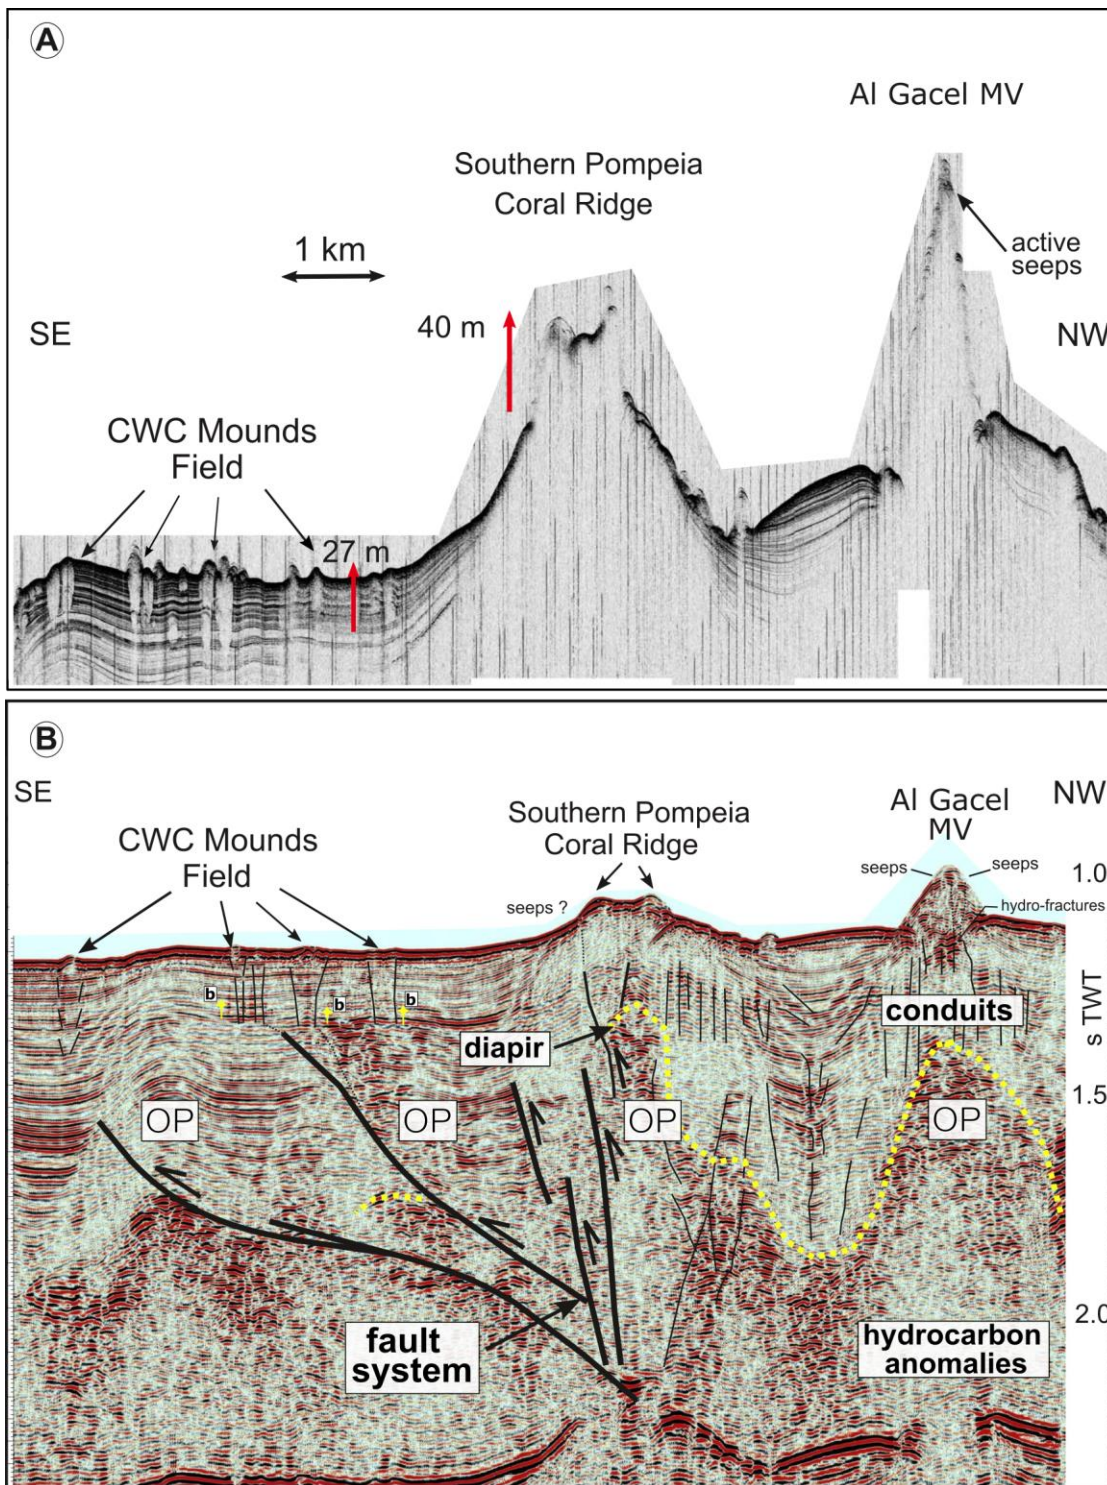 A
Al Gacel MV
Southern Pompeia
Coral Ridge
active
seeps
1 km
40 m
SE
NW
CWC Mounds
Field
27 m
B
SE
NW
Al Gacel
MV
Southern Pompeia
Coral Ridge
CWC Mounds
Field
seeps
seeps
1.0
seeps ?
hydro-fractures
b
b
b
conduits
s TWT
diapir
1.5
OP
OP
OP
OP
2.0
fault
system
hydrocarbon
anomalies